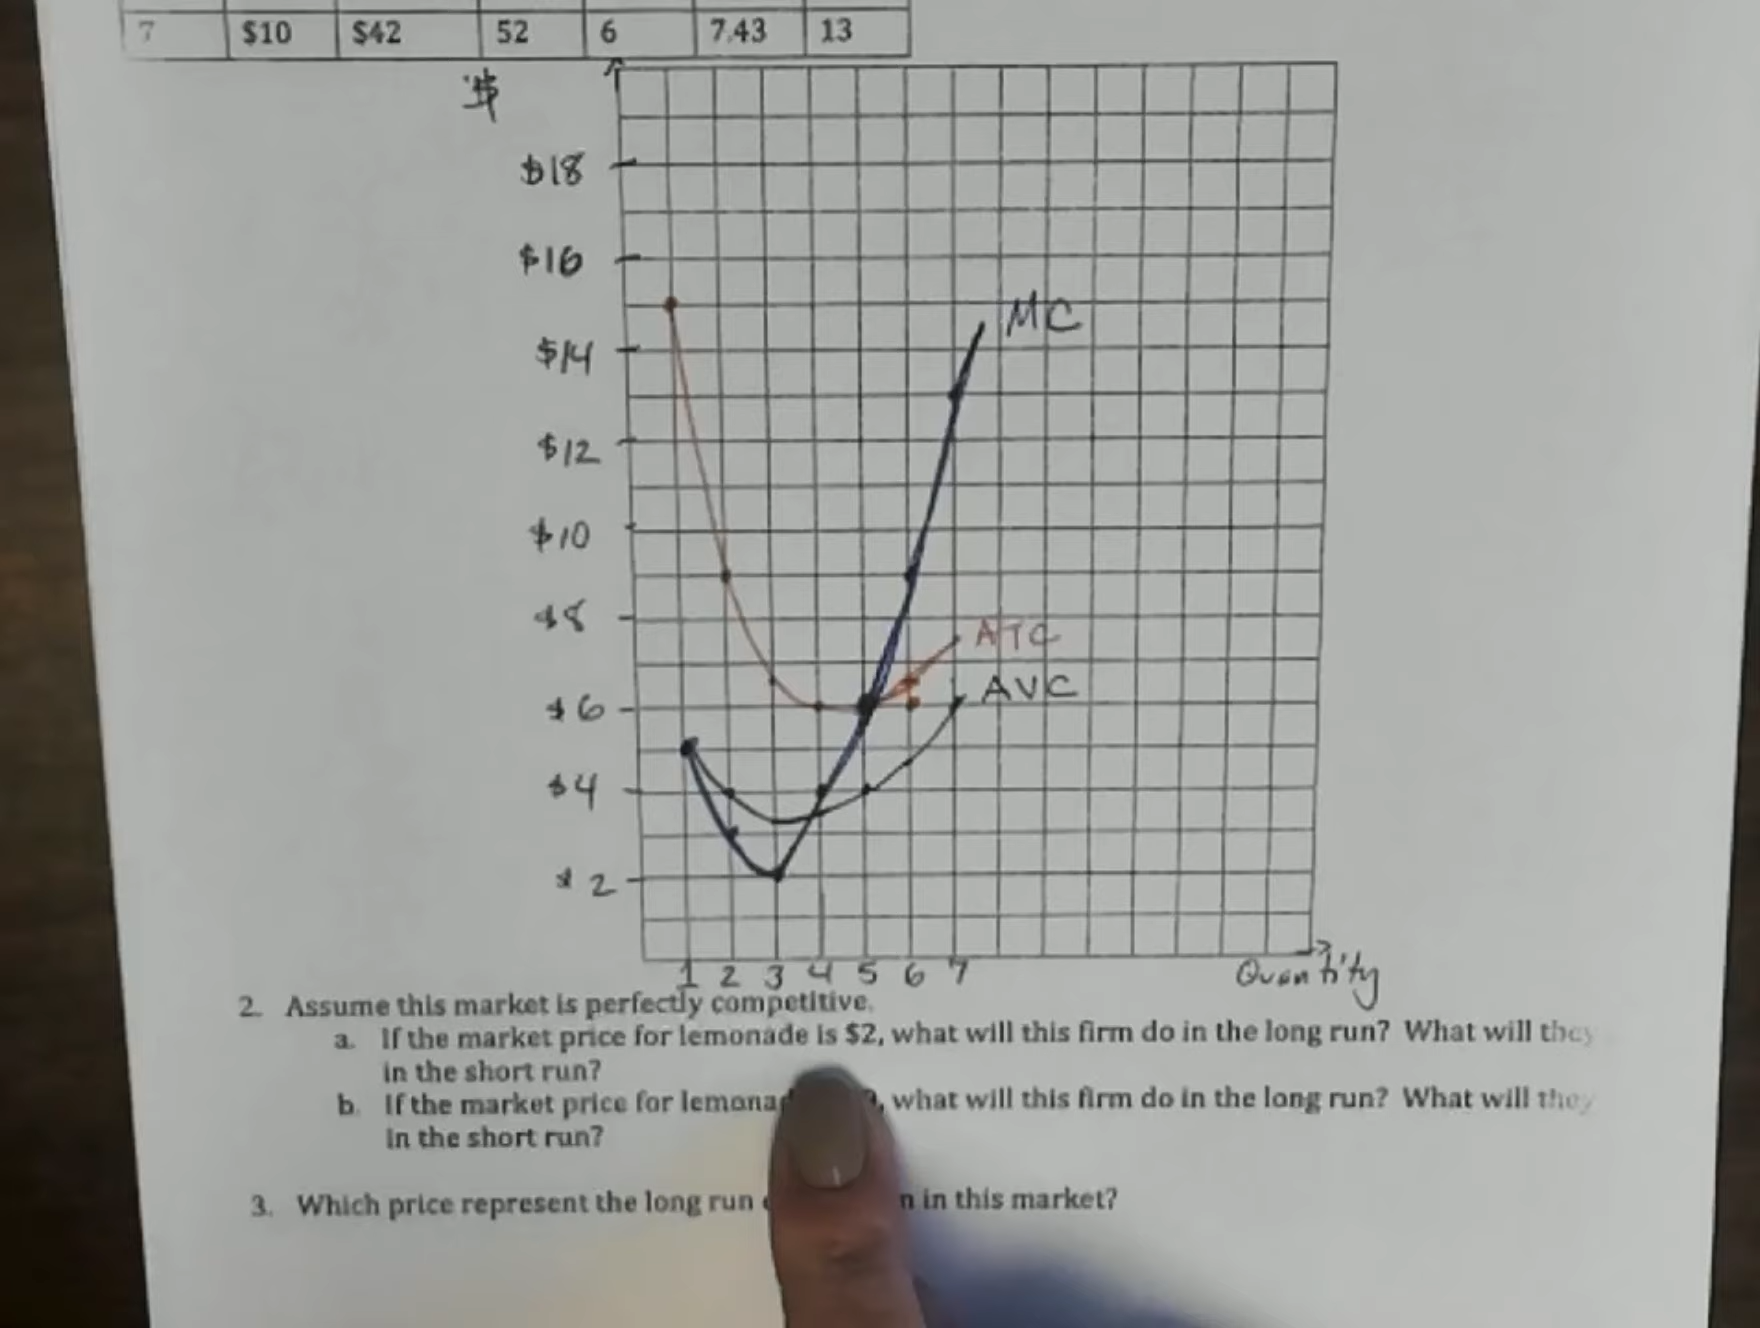 7 $10 $42 52 6 7.43 13
$
$18
$16
MC
$14
$12
$10
$8
ATC
$6
AVC
$4
$2
1 2 3 4 5 6 7
Quantity
2. Assume this market is perfectly competitive.
a. If the market price for lemonade is $2, what will this firm do in the long run? What will they
in the short run?
b. If the market price for what will this firm do in the long run? What will they
in the short run?
3. Which price represent the long run in this market?